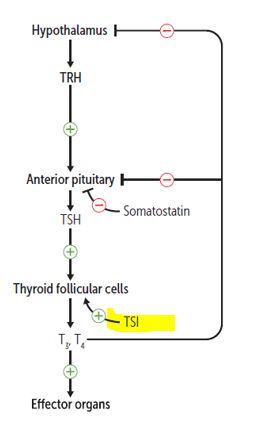 Hypothalamus
TRH
Anterior pituitary
Somatostatin
TSH
Thyroid follicular cells
TSI
T3, T4
Effector organs